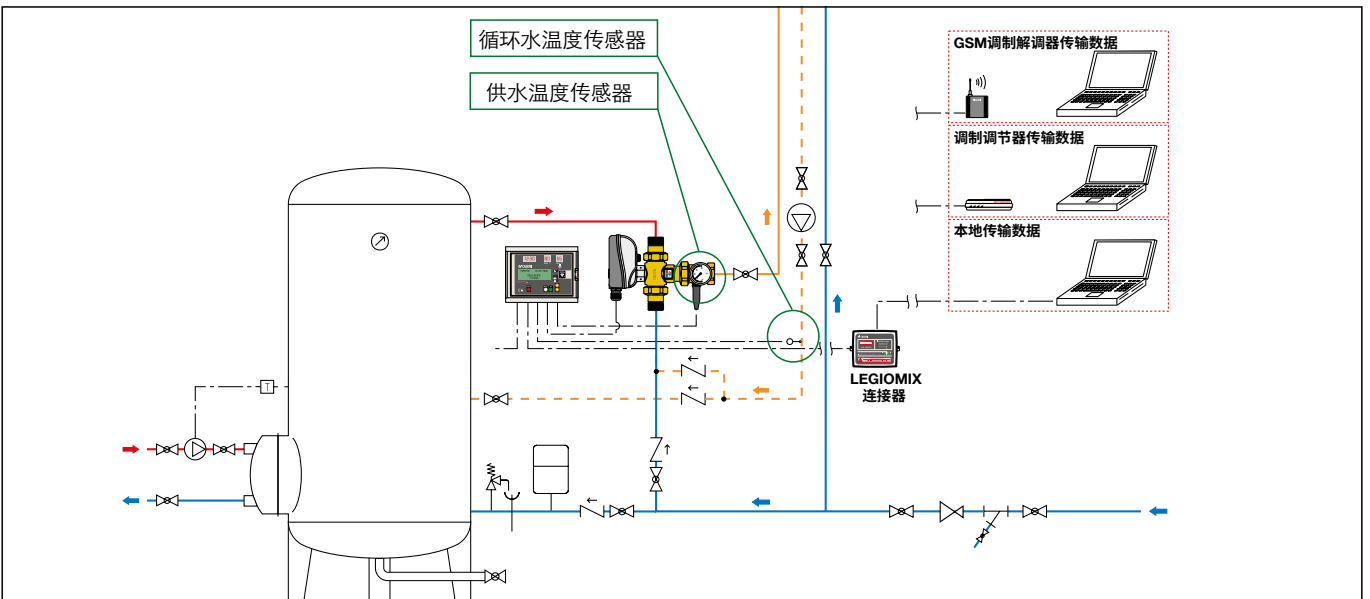 循环水温度传感器
供水温度传感器
GSM调制解调器传输数据
调制调节器传输数据
本地传输数据
LEGIOMIX
连接器
T